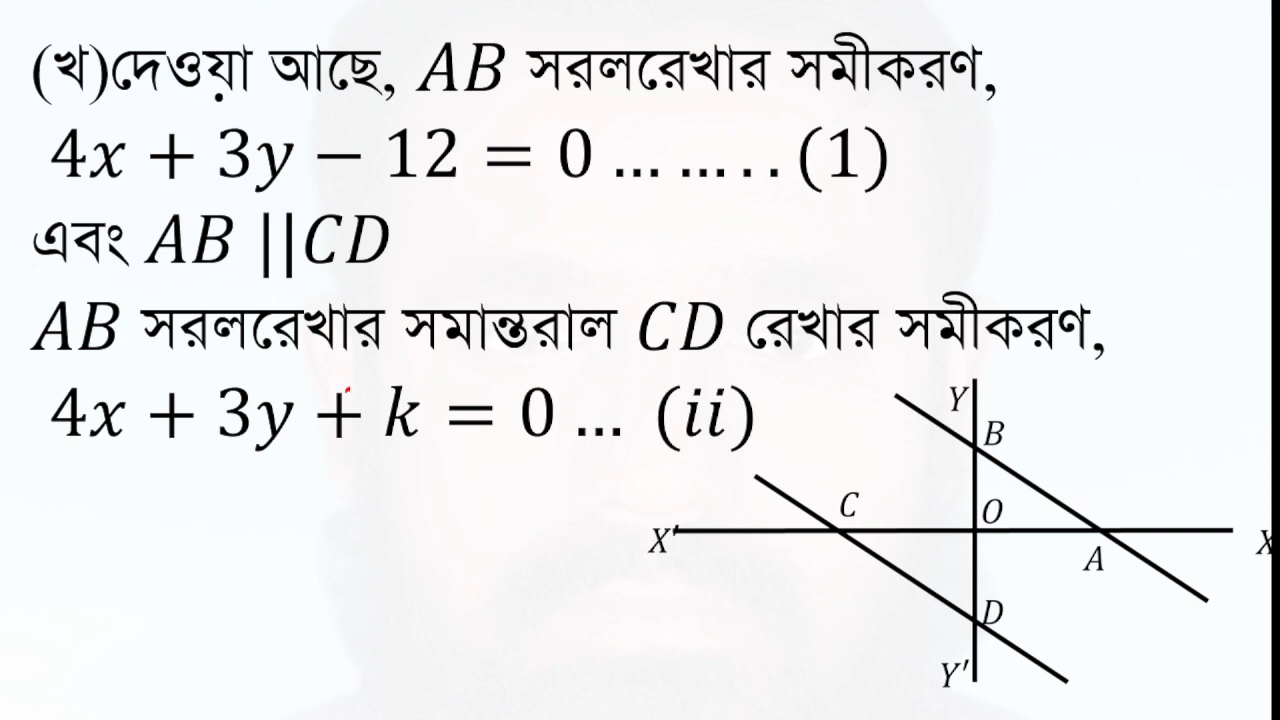 (খ)দেওয়া আছে, AB সরলরেখার সমীকরণ,
4x + 3y − 12 = 0 … … . . (1)
এবং AB ||CD
AB সরলরেখার সমান্তরাল CD রেখার সমীকরণ,
4x + 3y + k = 0 … (ii)
Y
B
C
O
X′
X
A
D
Y′